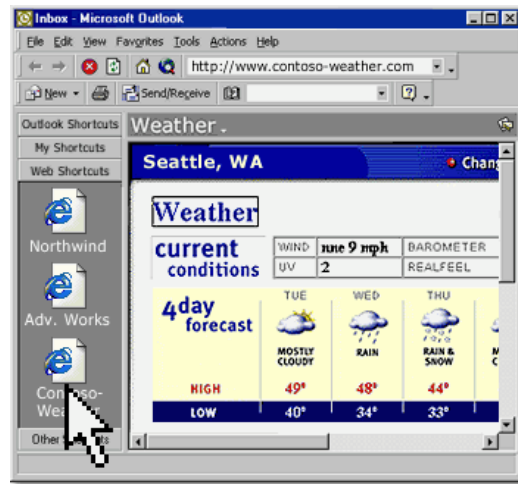 Inbox - Microsoft Outlook
File Edit View Favorites Tools Actions Help
http://www.contoso-weather.com
New Send/Receive
Outlook Shortcuts
My Shortcuts
Web Shortcuts
Northwind
Adv. Works
Other
Weather
Seattle, WA
Weather
current
conditions
WIND nne 9 mph BAROMETER
UV 2 REALFEEL
4day
forecast
TUE WED THU
MOSTLY CLOUDY RAIN RAIN & SNOW
HIGH 49° 48° 44°
LOW 40° 34° 33°